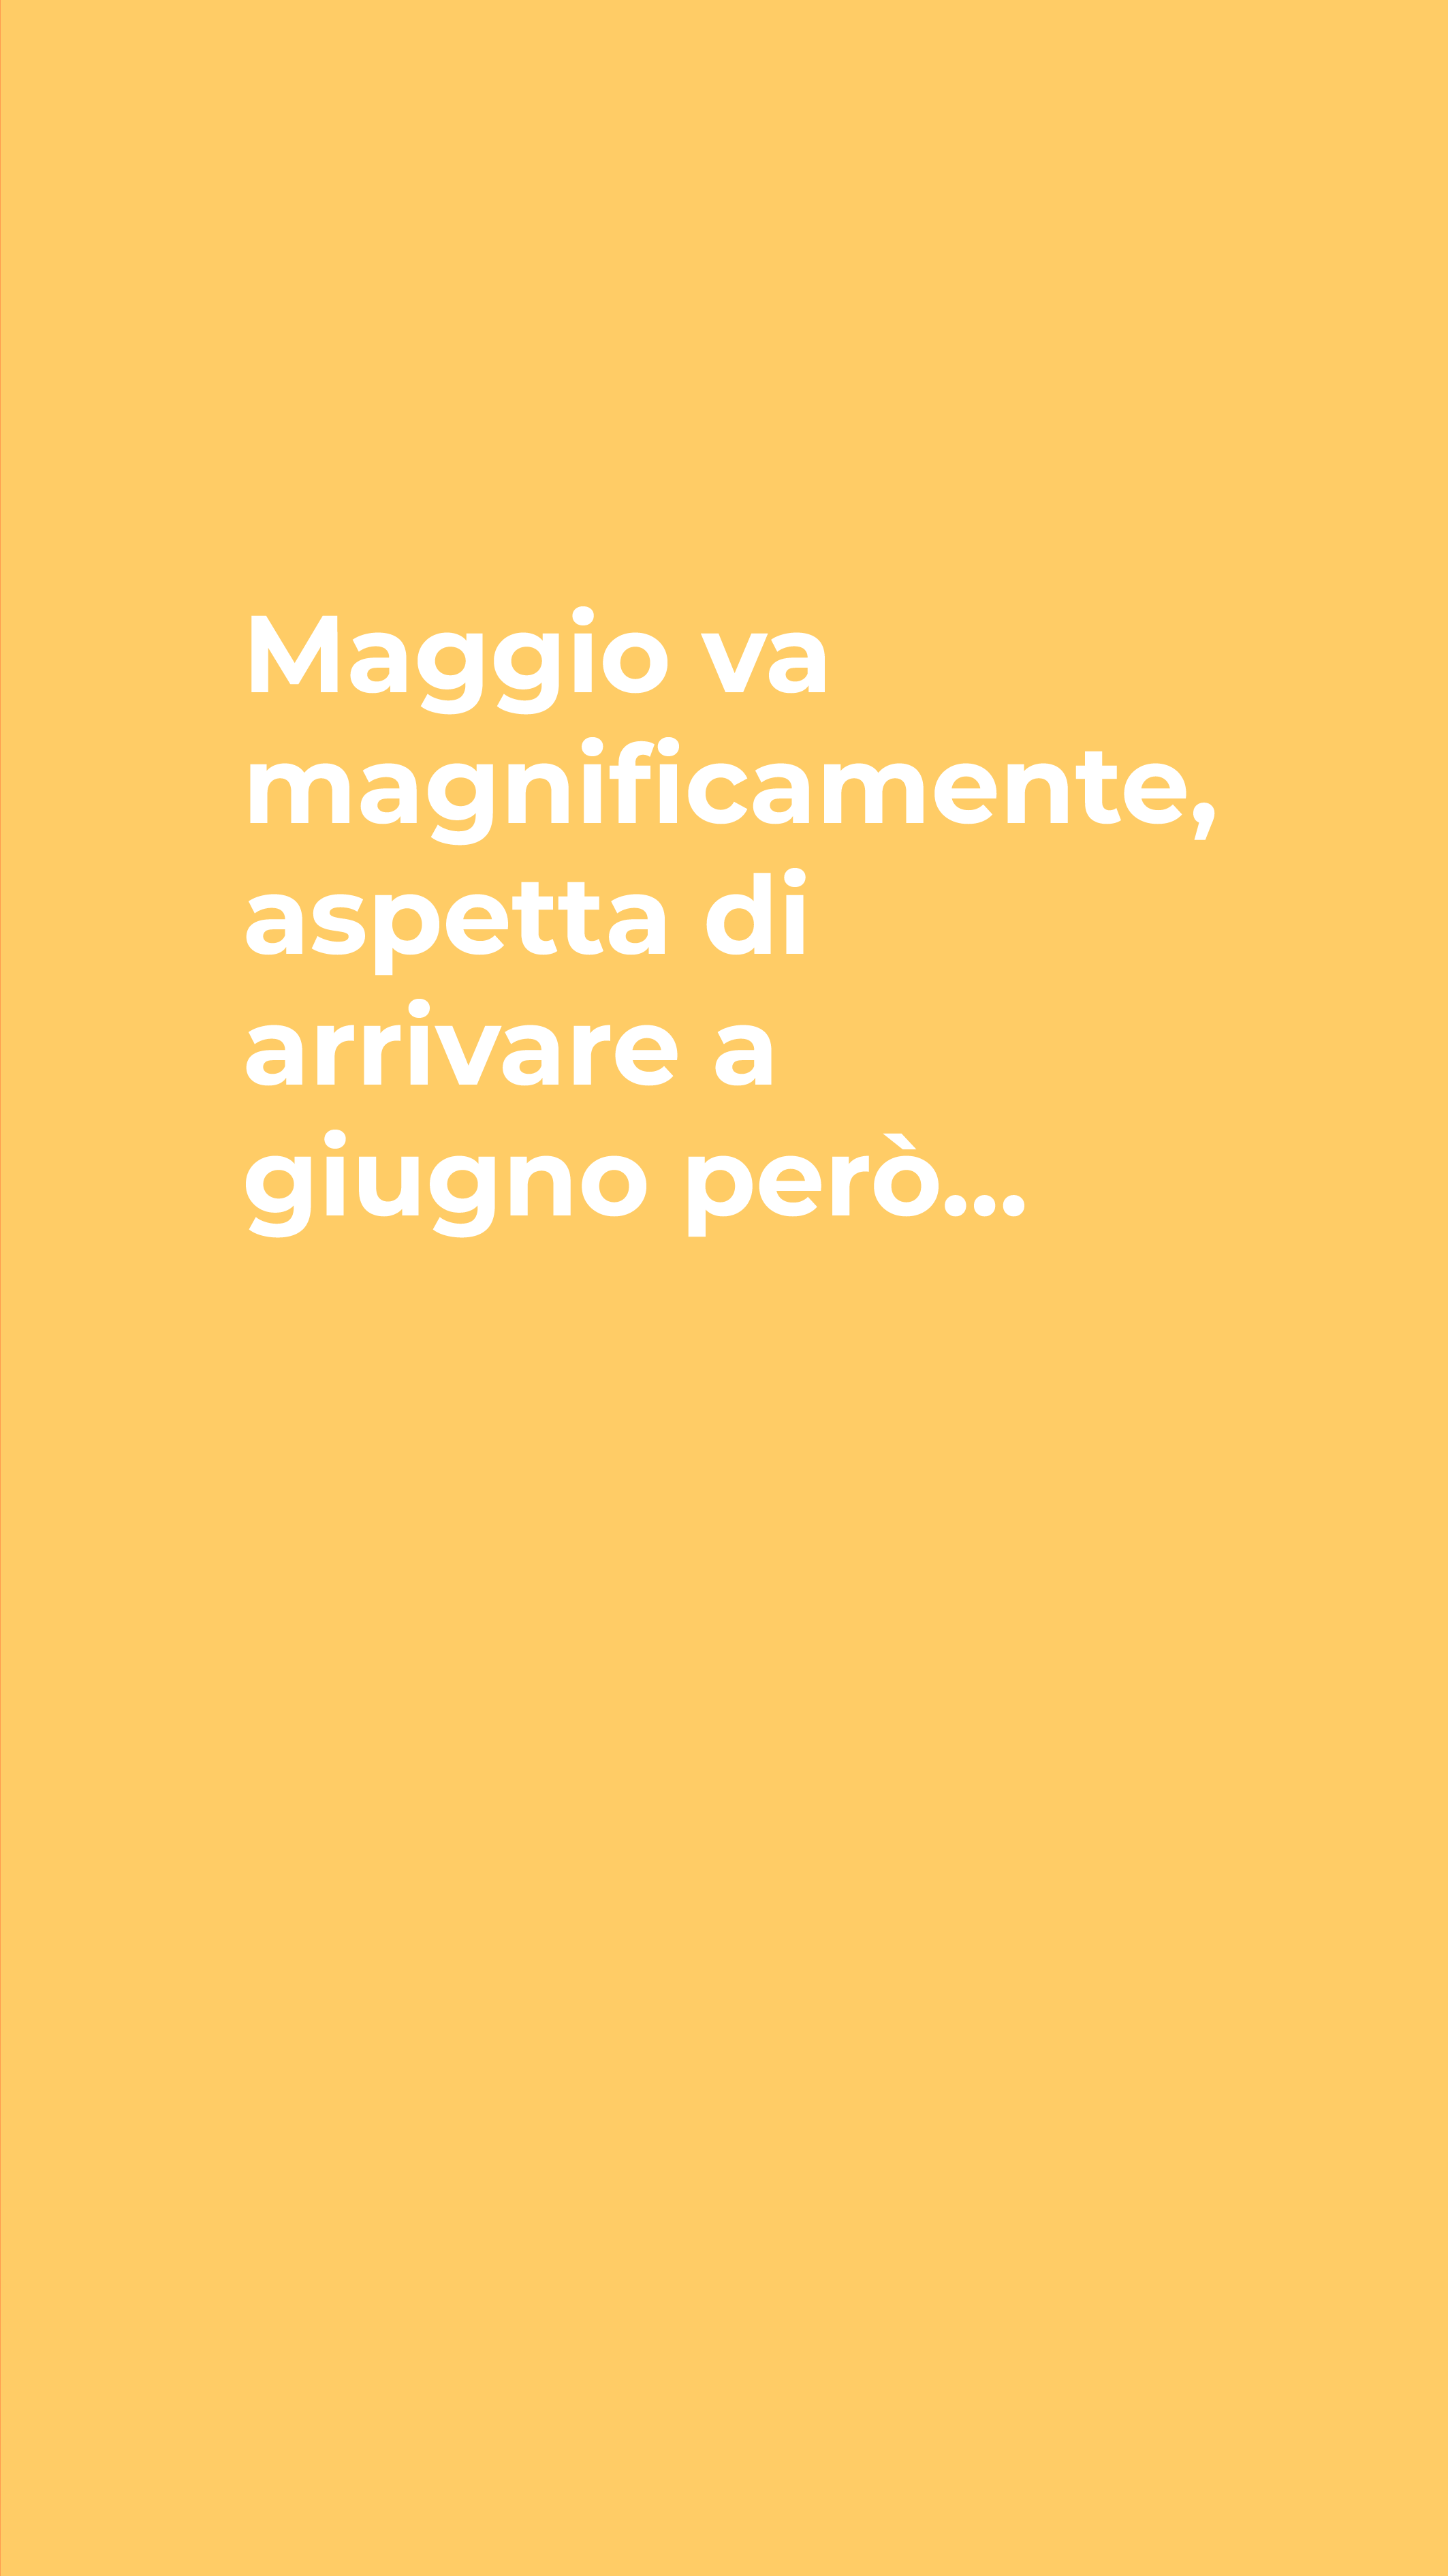 Maggio va
magnificamente,
aspetta di
arrivare a
giugno però...